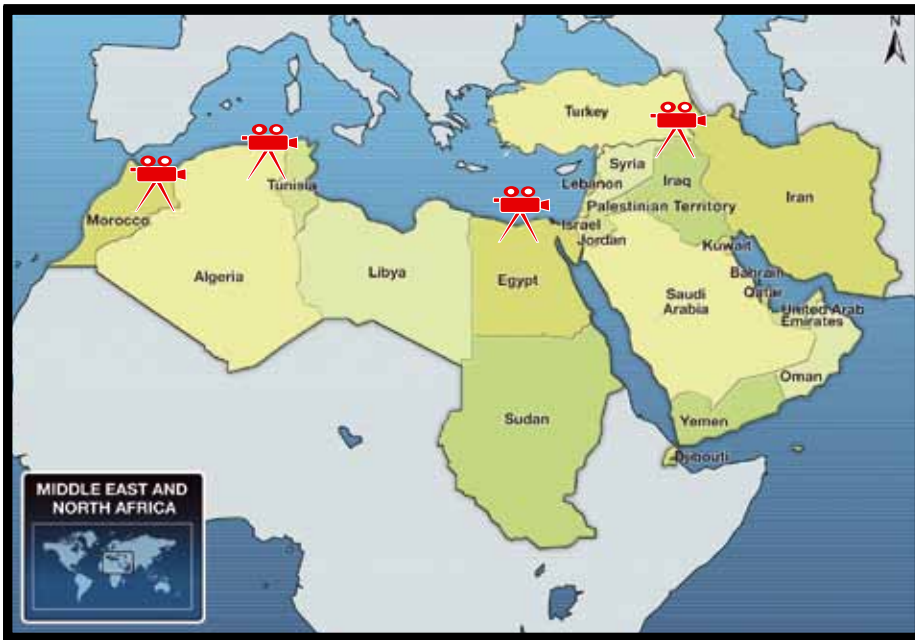 N
Turkey
Syria
Lebanon
Iraq
Iran
Tunisia
Morocco
Palestinian Territory
Israel
Jordan
Kuwait
Algeria
Libya
Egypt
Bahrain
Qatar
Saudi
Arabia
United Arab
Emirates
Oman
Sudan
Yemen
Djibouti
MIDDLE EAST AND
NORTH AFRICA